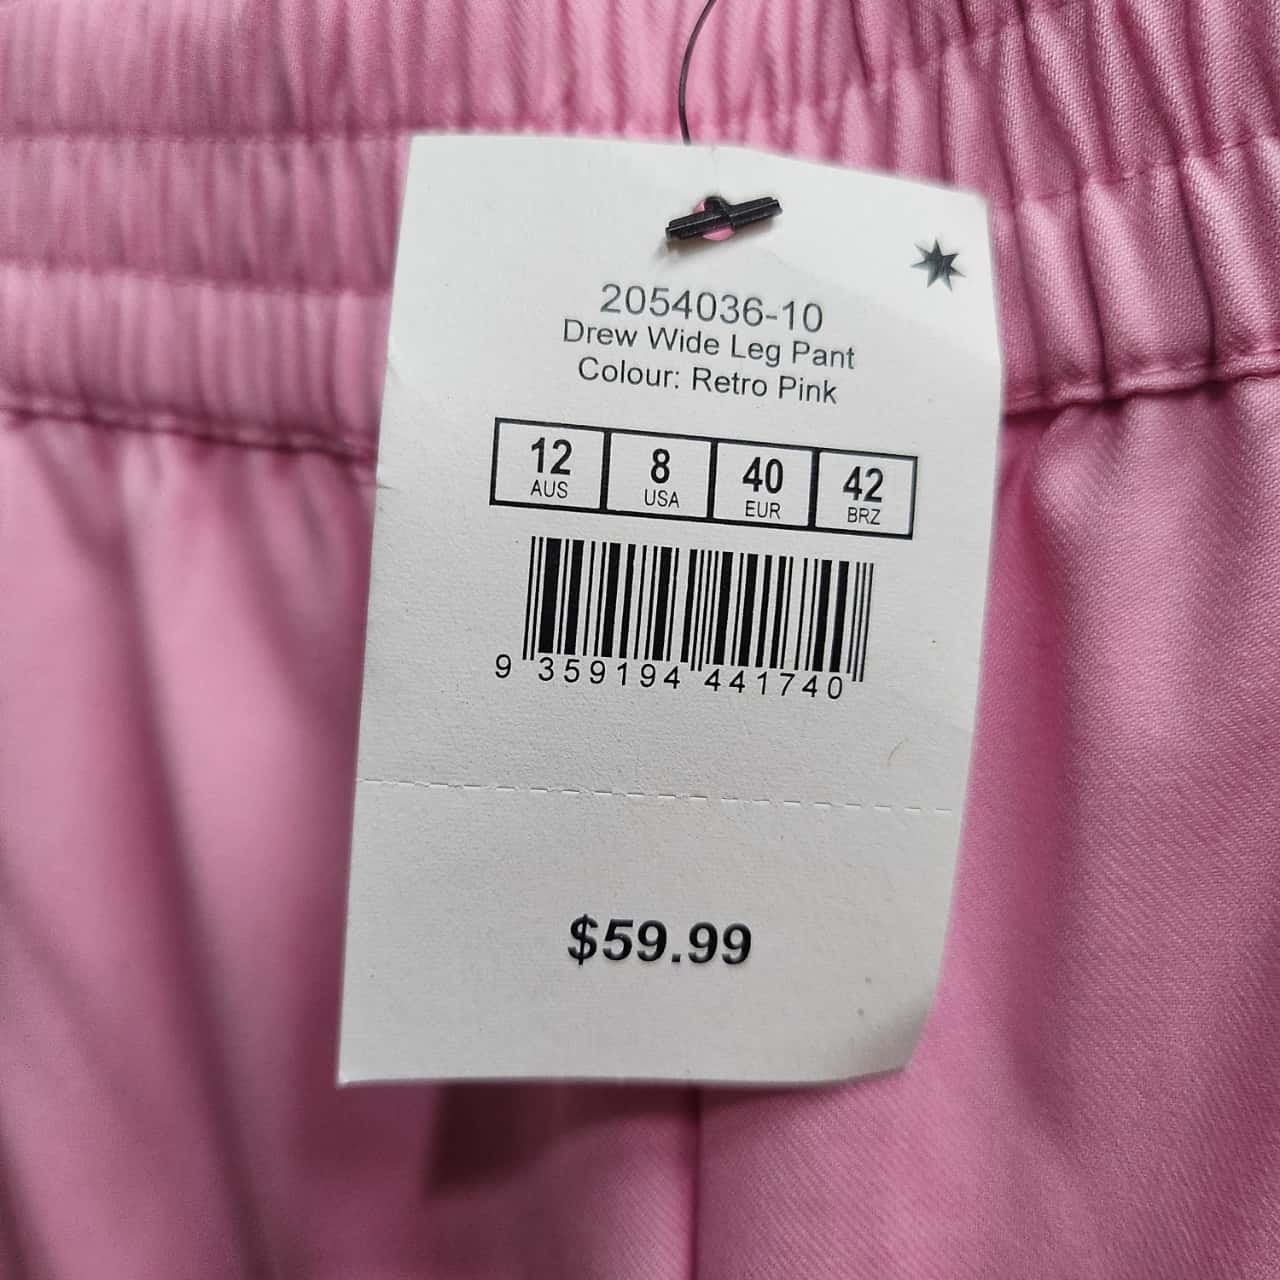 2054036-10
Drew Wide Leg Pant
Colour: Retro Pink
12 8 40 42
AUS USA EUR BRZ
9 359194 441740
$59.99